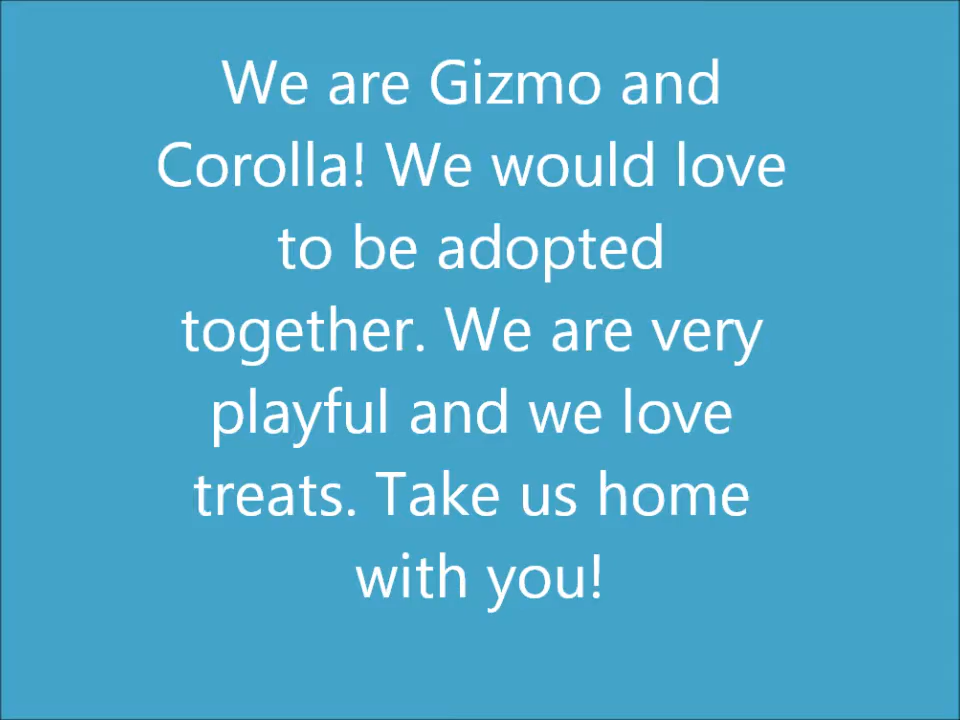 We are Gizmo and
Corolla! We would love
to be adopted
together. We are very
playful and we love
treats. Take us home
with you!